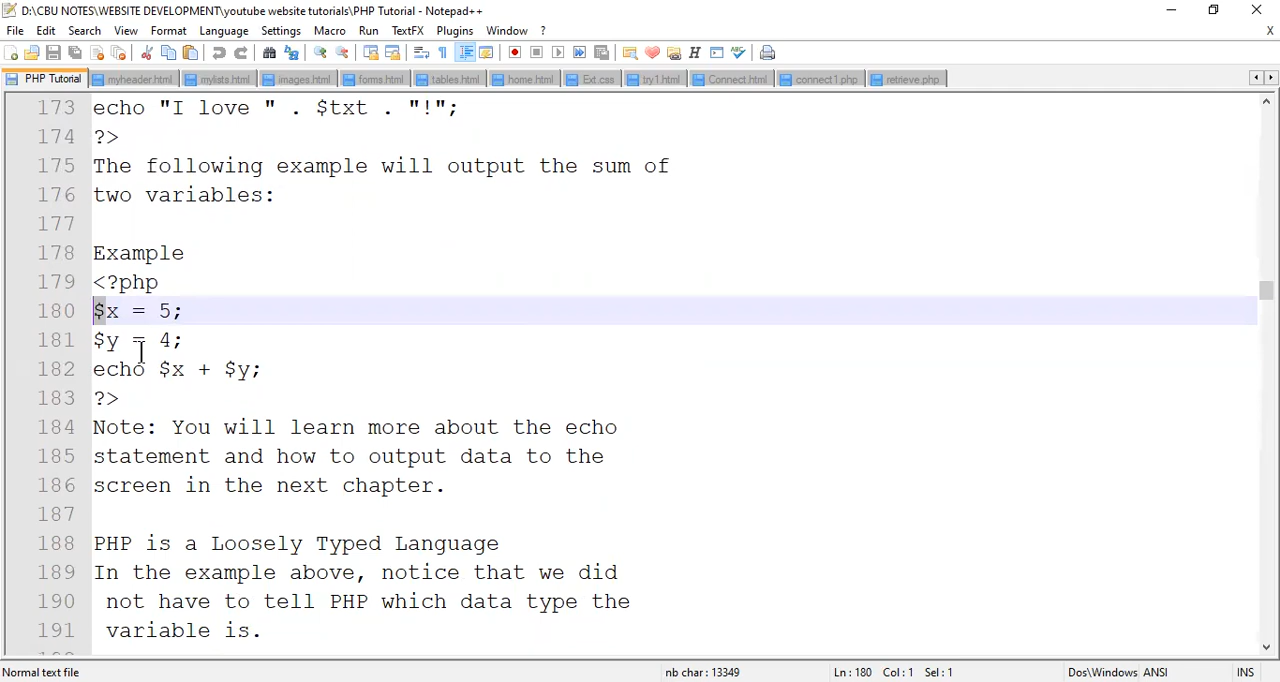 D:\CBU NOTES\WEBSITE DEVELOPMENT\youtube website tutorials\PHP Tutorial - Notepad++
File Edit Search View Format Language Settings Macro Run TextFX Plugins Window ? X
PHP Tutorial myheader.html mylists.html images.html forms.html tables.html home.html Ext.css try1.html Connect.html connect1.php retrieve.php
173 echo "I love " . $txt . "!";
174 ?>
175 The following example will output the sum of
176 two variables:
177
178 Example
179 <?php
180 $x = 5;
181 $y = 4;
182 echo $x + $y;
183 ?>
184 Note: You will learn more about the echo
185 statement and how to output data to the
186 screen in the next chapter.
187
188 PHP is a Loosely Typed Language
189 In the example above, notice that we did
190 not have to tell PHP which data type the
191 variable is.
Normal text file nb char : 13349 Ln : 180 Col : 1 Sel : 1 Dos\Windows ANSI INS